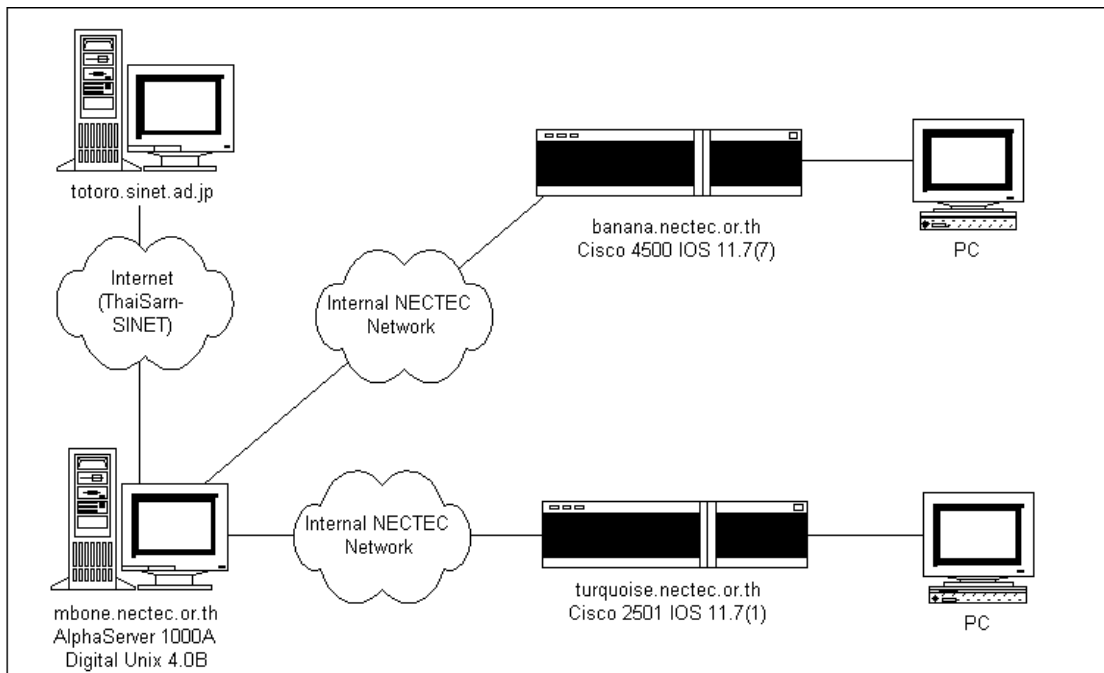 totoro.sinet.ad.jp
Internet
(ThaiSarn-
SINET)
banana.nectec.or.th
Cisco 4500 IOS 11.7(7)
PC
Internal NECTEC
Network
mbone.nectec.or.th
AlphaServer 1000A
Digital Unix 4.0B
Internal NECTEC
Network
turquoise.nectec.or.th
Cisco 2501 IOS 11.7(1)
PC